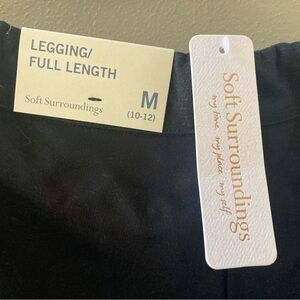 LEGGING/
FULL LENGTH
Soft Surroundings
M
(10-12)
Soft Surroundings
my time. my place. my self.